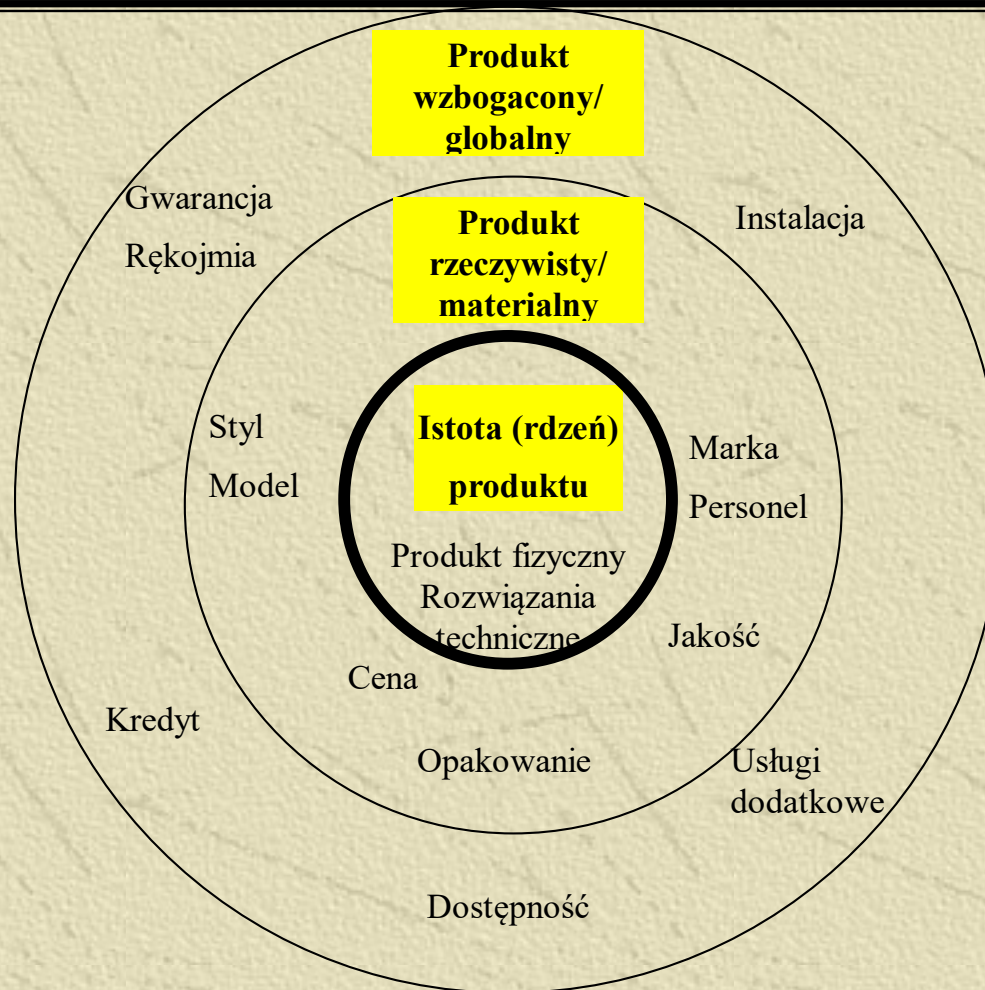 Produkt
wzbogacony/
globalny
Gwarancja
Rękojmia
Instalacja
Produkt
rzeczywisty/
materialny
Styl
Model
Istota (rdzeń)
produktu
Marka
Personel
Produkt fizyczny
Rozwiązania
techniczne
Jakość
Cena
Kredyt
Opakowanie
Usługi
dodatkowe
Dostępność